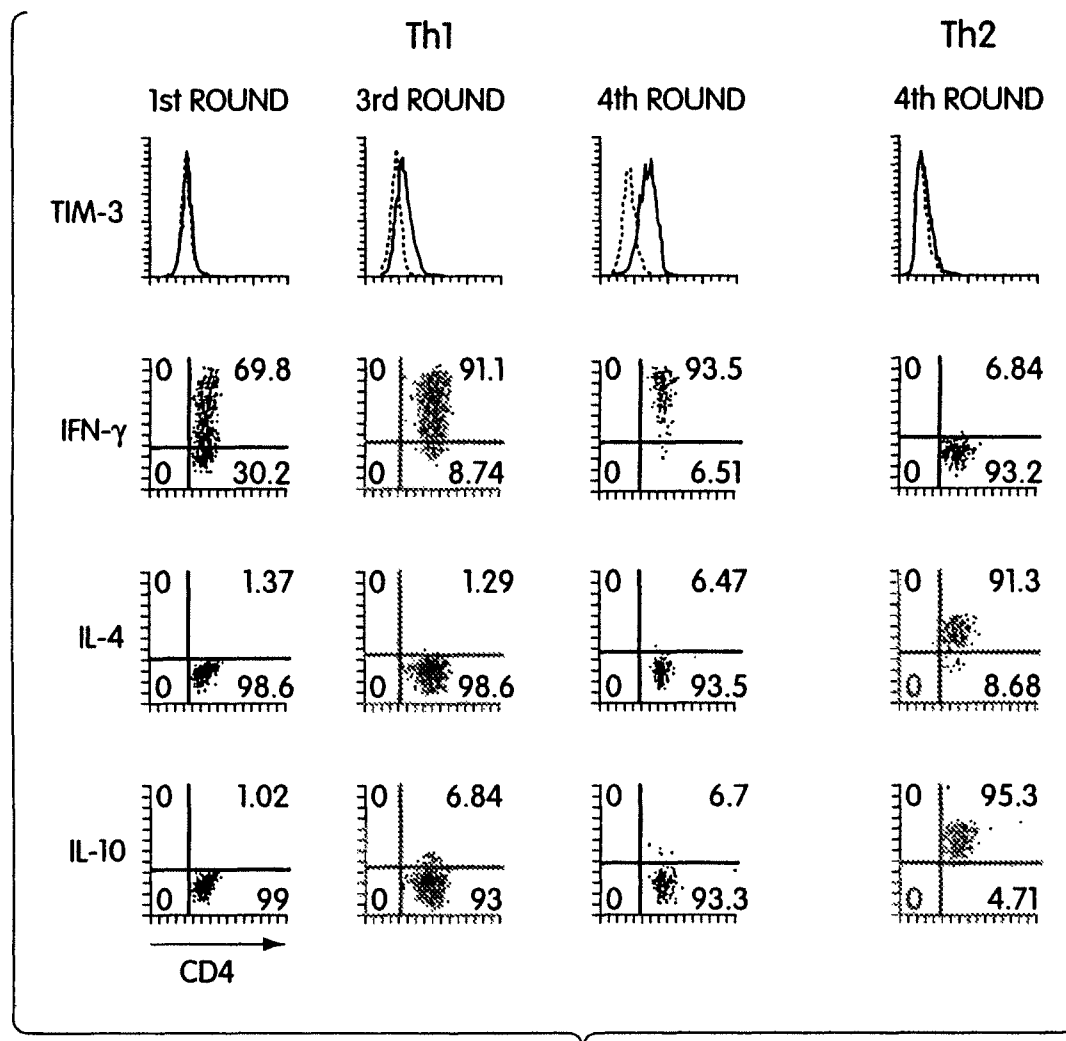 Th1 Th2
1st ROUND 3rd ROUND 4th ROUND 4th ROUND
TIM-3
IFN-γ
0 69.8 0 91.1 0 93.5 0 6.84
0 30.2 0 8.74 0 6.51 0 93.2
IL-4
0 1.37 0 1.29 0 6.47 0 91.3
0 98.6 0 98.6 0 93.5 0 8.68
IL-10
0 1.02 0 6.84 0 6.7 0 95.3
0 99 0 93 0 93.3 0 4.71
CD4